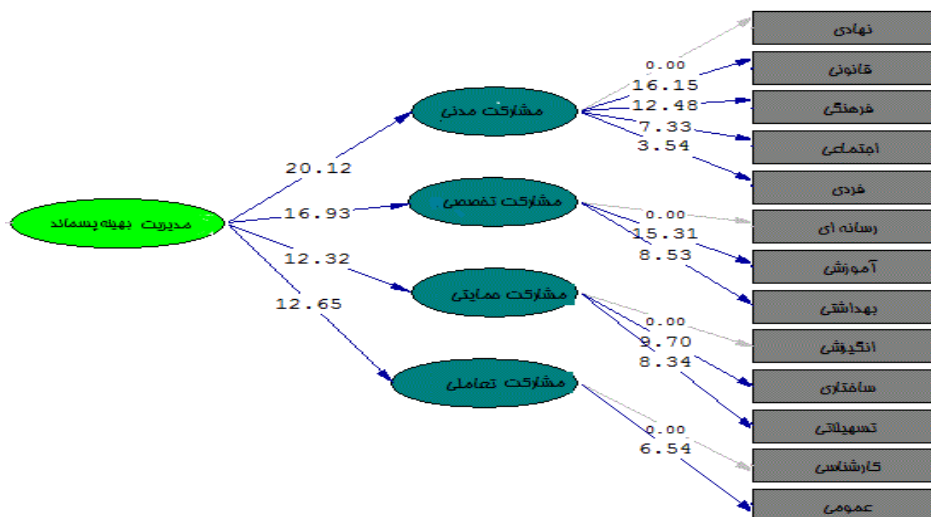 مدیریت بهینه پسماند
مشارکت مدنی
مشارکت تخصصی
مشارکت حمایتی
مشارکت تعاملی
20.12
16.93
12.32
12.65
0.00
16.15
12.48
7.33
3.54
0.00
15.31
8.53
0.00
9.70
8.34
0.00
6.54
نهادی
قانونی
فرهنگی
اجتماعی
فردی
رسانه ای
آموزشی
بهداشتی
انگیزشی
ساختاری
تسهیلاتی
کارشناسی
عمومی